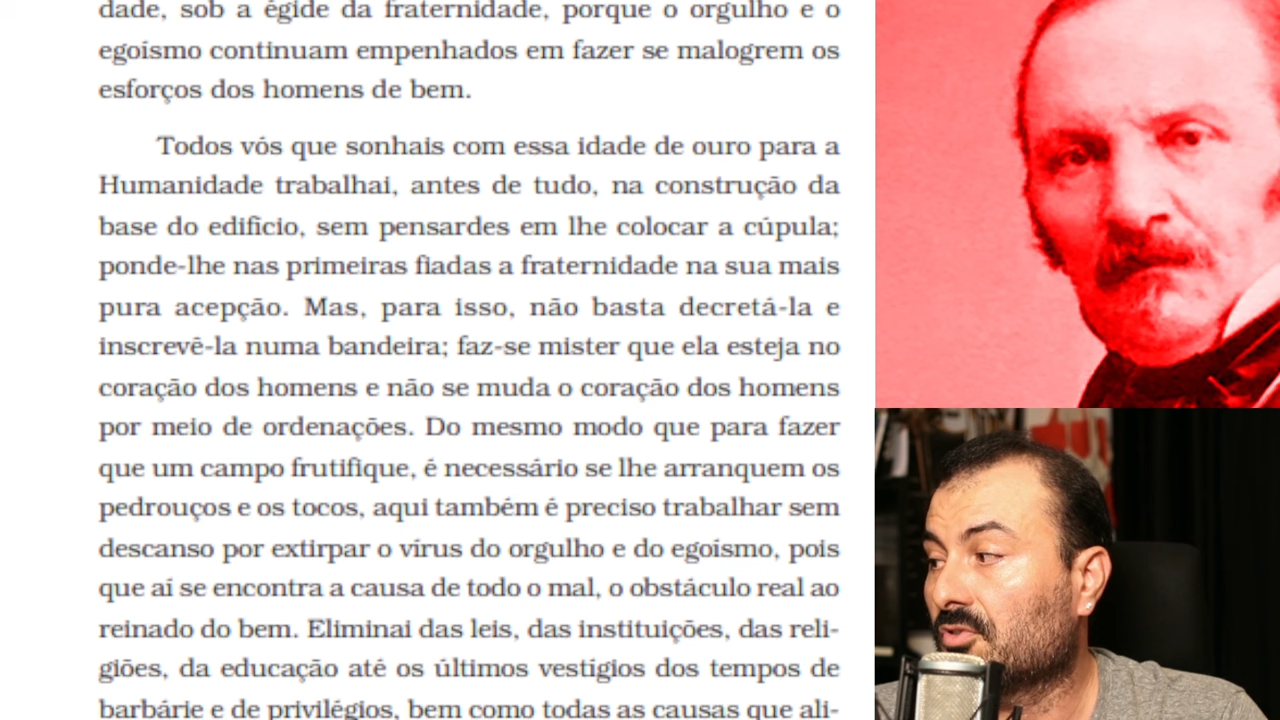 dade, sob a égide da fraternidade, porque o orgulho e o
egoísmo continuam empenhados em fazer se malogrem os
esforços dos homens de bem.
Todos vós que sonhais com essa idade de ouro para a
Humanidade trabalhai, antes de tudo, na construção da
base do edifício, sem pensardes em lhe colocar a cúpula;
ponde-lhe nas primeiras fiadas a fraternidade na sua mais
pura acepção. Mas, para isso, não basta decretá-la e
inscrevê-la numa bandeira; faz-se mister que ela esteja no
coração dos homens e não se muda o coração dos homens
por meio de ordenações. Do mesmo modo que para fazer
que um campo frutifique, é necessário se lhe arranquem os
pedrouços e os tocos, aqui também é preciso trabalhar sem
descanso por extirpar o vírus do orgulho e do egoísmo, pois
que aí se encontra a causa de todo o mal, o obstáculo real ao
reinado do bem. Eliminai das leis, das instituições, das reli-
giões, da educação até os últimos vestígios dos tempos de
barbárie e de privilégios, bem como todas as causas que ali-